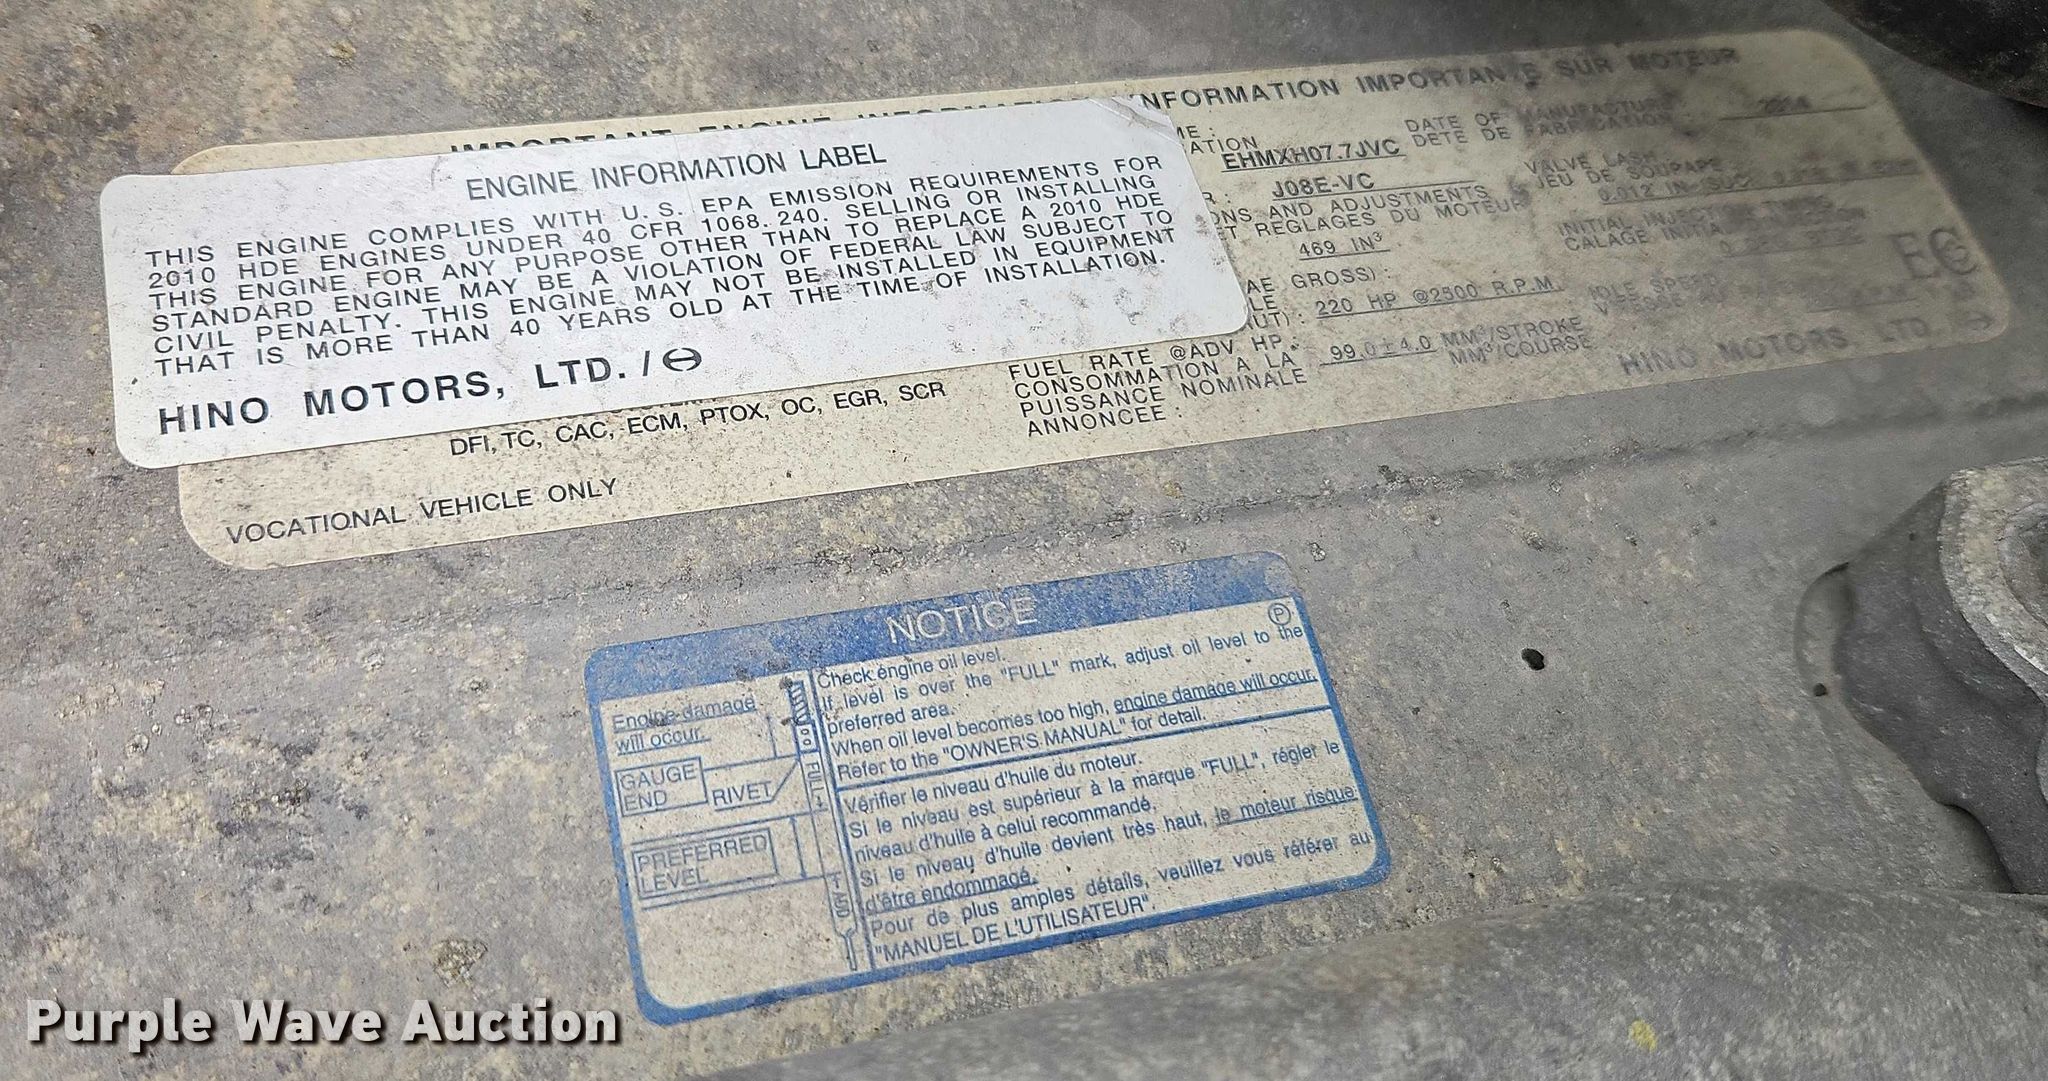 INFORMATION IMPORTANTE SUR MOTEUR
ENGINE INFORMATION LABEL
THIS ENGINE COMPLIES WITH U.S. EPA EMISSION REQUIREMENTS FOR
2010 HDE ENGINES UNDER 40 CFR 1068.240. SELLING OR INSTALLING
THIS ENGINE FOR ANY PURPOSE OTHER THAN TO REPLACE A 2010 HDE
STANDARD ENGINE MAY BE A VIOLATION OF FEDERAL LAW SUBJECT TO
CIVIL PENALTY. THIS ENGINE MAY NOT BE INSTALLED IN EQUIPMENT
THAT IS MORE THAN 40 YEARS OLD AT THE TIME OF INSTALLATION.
HINO MOTORS, LTD. /
DFI, TC, CAC, ECM, PTOX, OC, EGR, SCR
VOCATIONAL VEHICLE ONLY
EHMXH07.7JVC
J08E-VC
AND ADJUSTMENTS
REGLAGES DU MOTEUR
469 IN³
GROSS):
220 HP @2500 R.P.M.
FUEL RATE @ADV. HP.:
CONSOMMATION A LA
PUISSANCE NOMINALE
ANNONCEE :
99.0±4.0 MM³/STROKE
MM³/COURSE
DATE OF MANUFACTURE
DETE DE FABRICATION :
VALVE LASH
JEU DE SOUPAPE
0.012 IN
HINO MOTORS, LTD
NOTICE
P
Check engine oil level.
If level is over the "FULL" mark, adjust oil level to the
preferred area.
When oil level becomes too high, engine damage will occur.
Refer to the "OWNER'S MANUAL" for detail.
Vérifier le niveau d'huile du moteur.
Si le niveau est supérieur à la marque "FULL", régler le
niveau d'huile à celui recommandé.
Si le niveau d'huile devient très haut, le moteur risque
d'être endommagé.
Pour de plus amples détails, veuillez vous référer au
"MANUEL DE L'UTILISATEUR".
Engine damage
will occur.
GAUGE
END
RIVET
FULL
PREFERRED
LEVEL
Purple Wave Auction